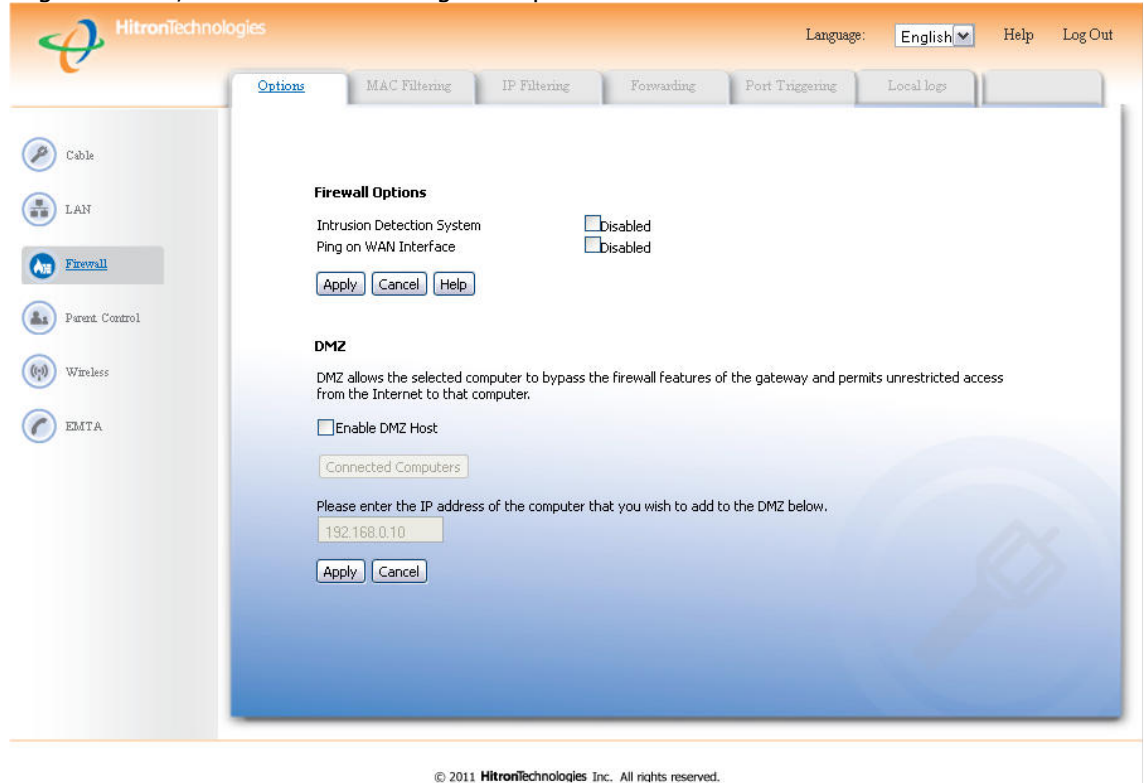 HitronTechnologies
Language: English Help Log Out
Options MAC Filtering IP Filtering Forwarding Port Triggering Local logs
Cable
LAN
Firewall
Parent Control
Wireless
EMTA
Firewall Options
Intrusion Detection System Disabled
Ping on WAN Interface Disabled
Apply Cancel Help
DMZ
DMZ allows the selected computer to bypass the firewall features of the gateway and permits unrestricted access
from the Internet to that computer.
Enable DMZ Host
Connected Computers
Please enter the IP address of the computer that you wish to add to the DMZ below.
192.168.0.10
Apply Cancel
© 2011 HitronTechnologies Inc. All rights reserved.